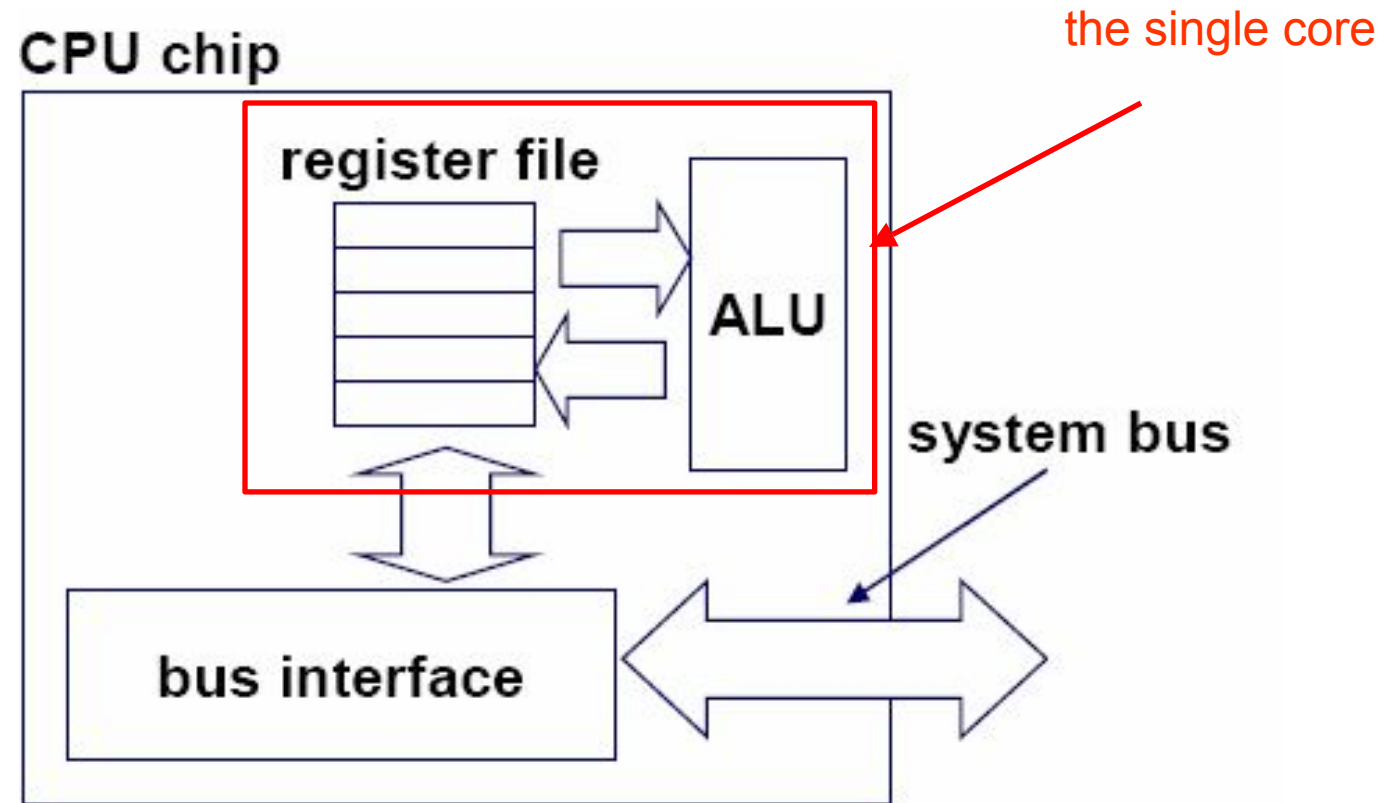 the single core
CPU chip
register file
ALU
system bus
bus interface